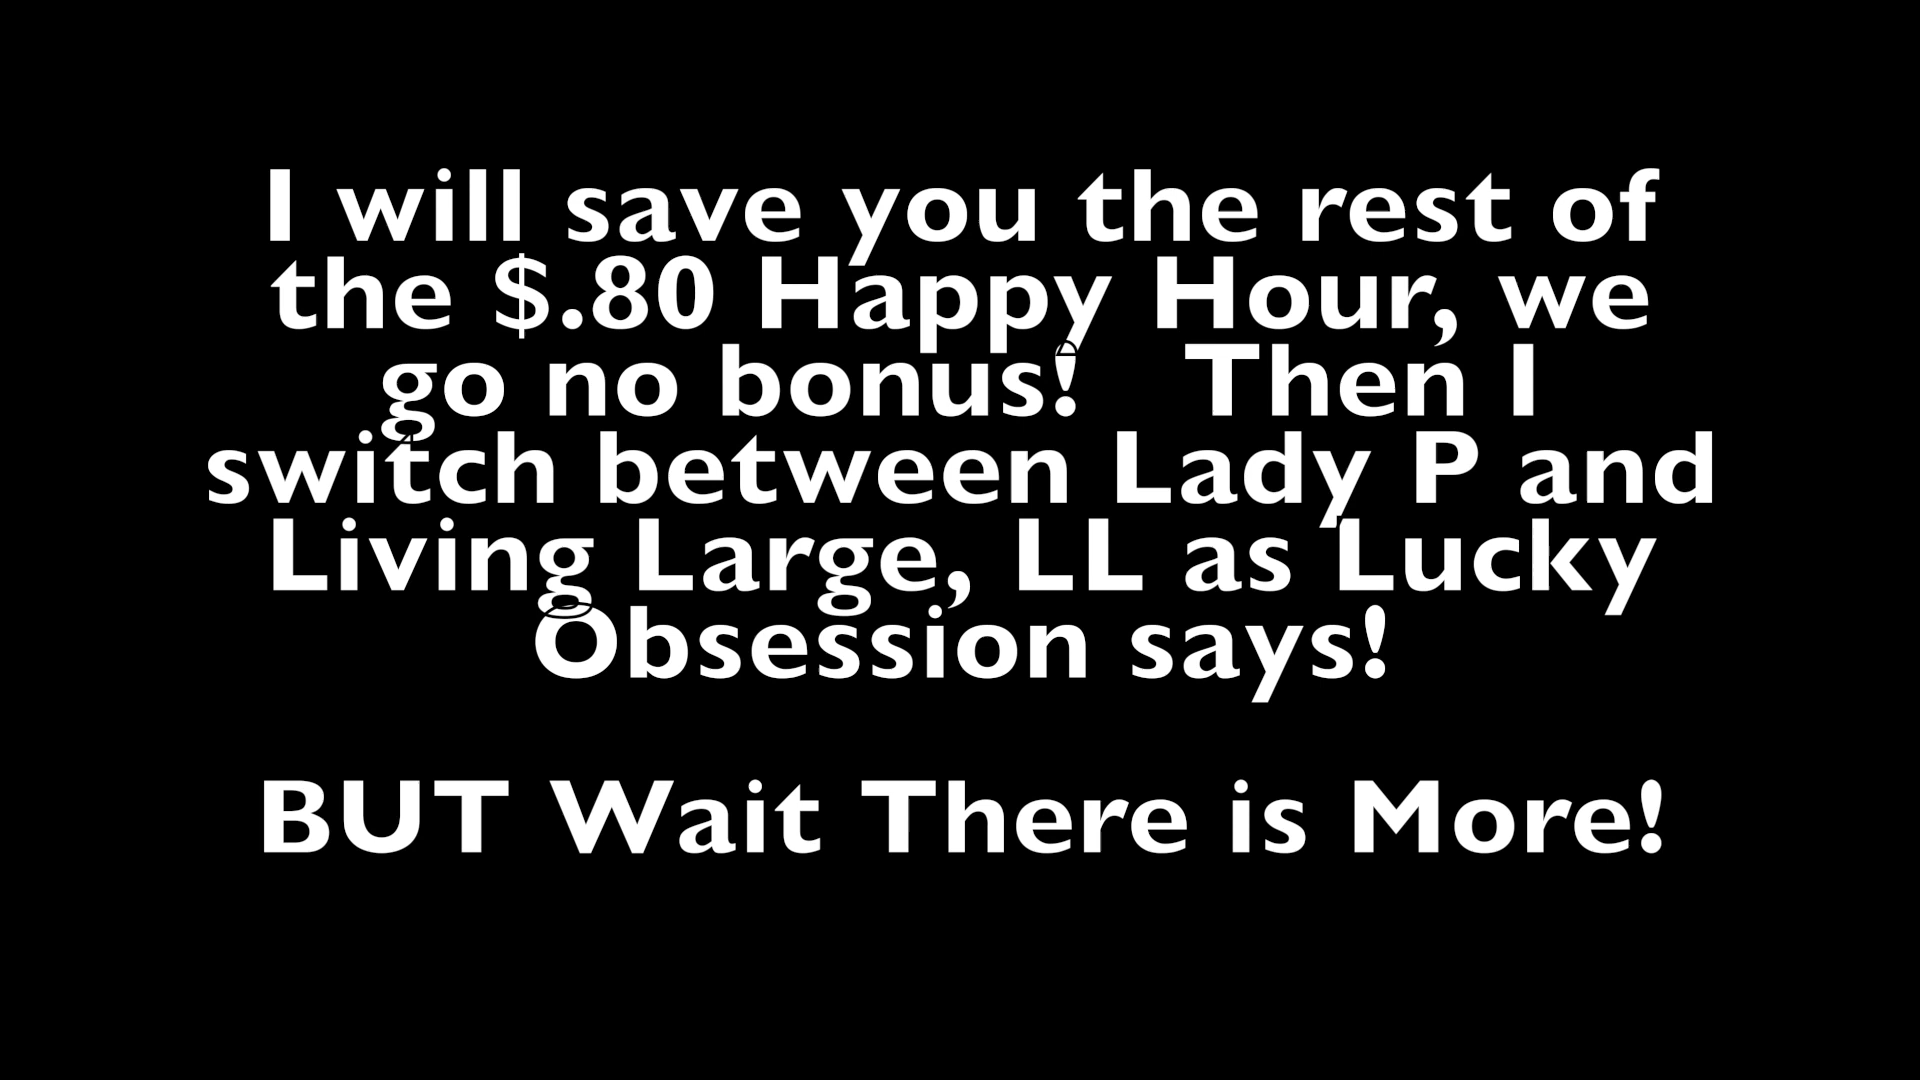 I will save you the rest of
the $.80 Happy Hour, we
go no bonus!   Then I
switch between Lady P and
Living Large, LL as Lucky
Obsession says!
BUT Wait There is More!